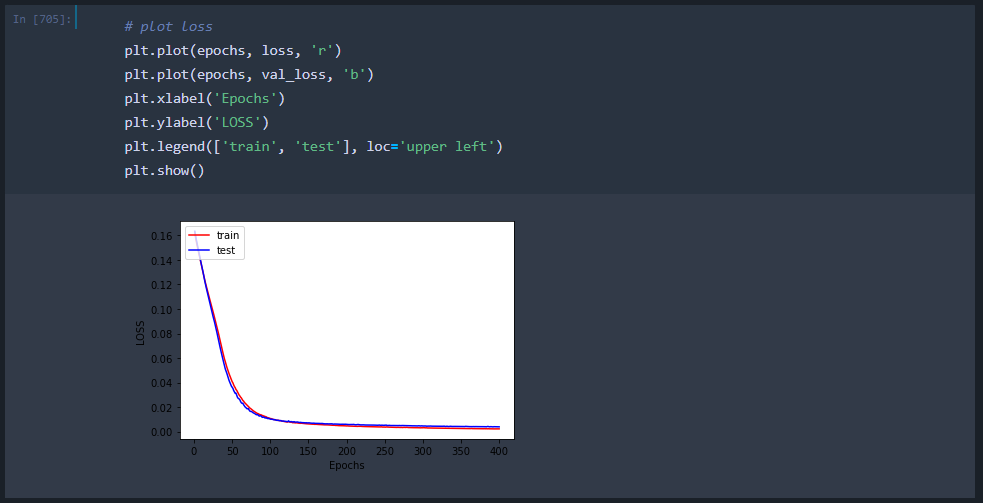 In [705]:
# plot loss
plt.plot(epochs, loss, 'r')
plt.plot(epochs, val_loss, 'b')
plt.xlabel('Epochs')
plt.ylabel('LOSS')
plt.legend(['train', 'test'], loc='upper left')
plt.show()
train
test
0.16
0.14
0.12
0.10
0.08
0.06
0.04
0.02
0.00
LOSS
0 50 100 150 200 250 300 350 400
Epochs